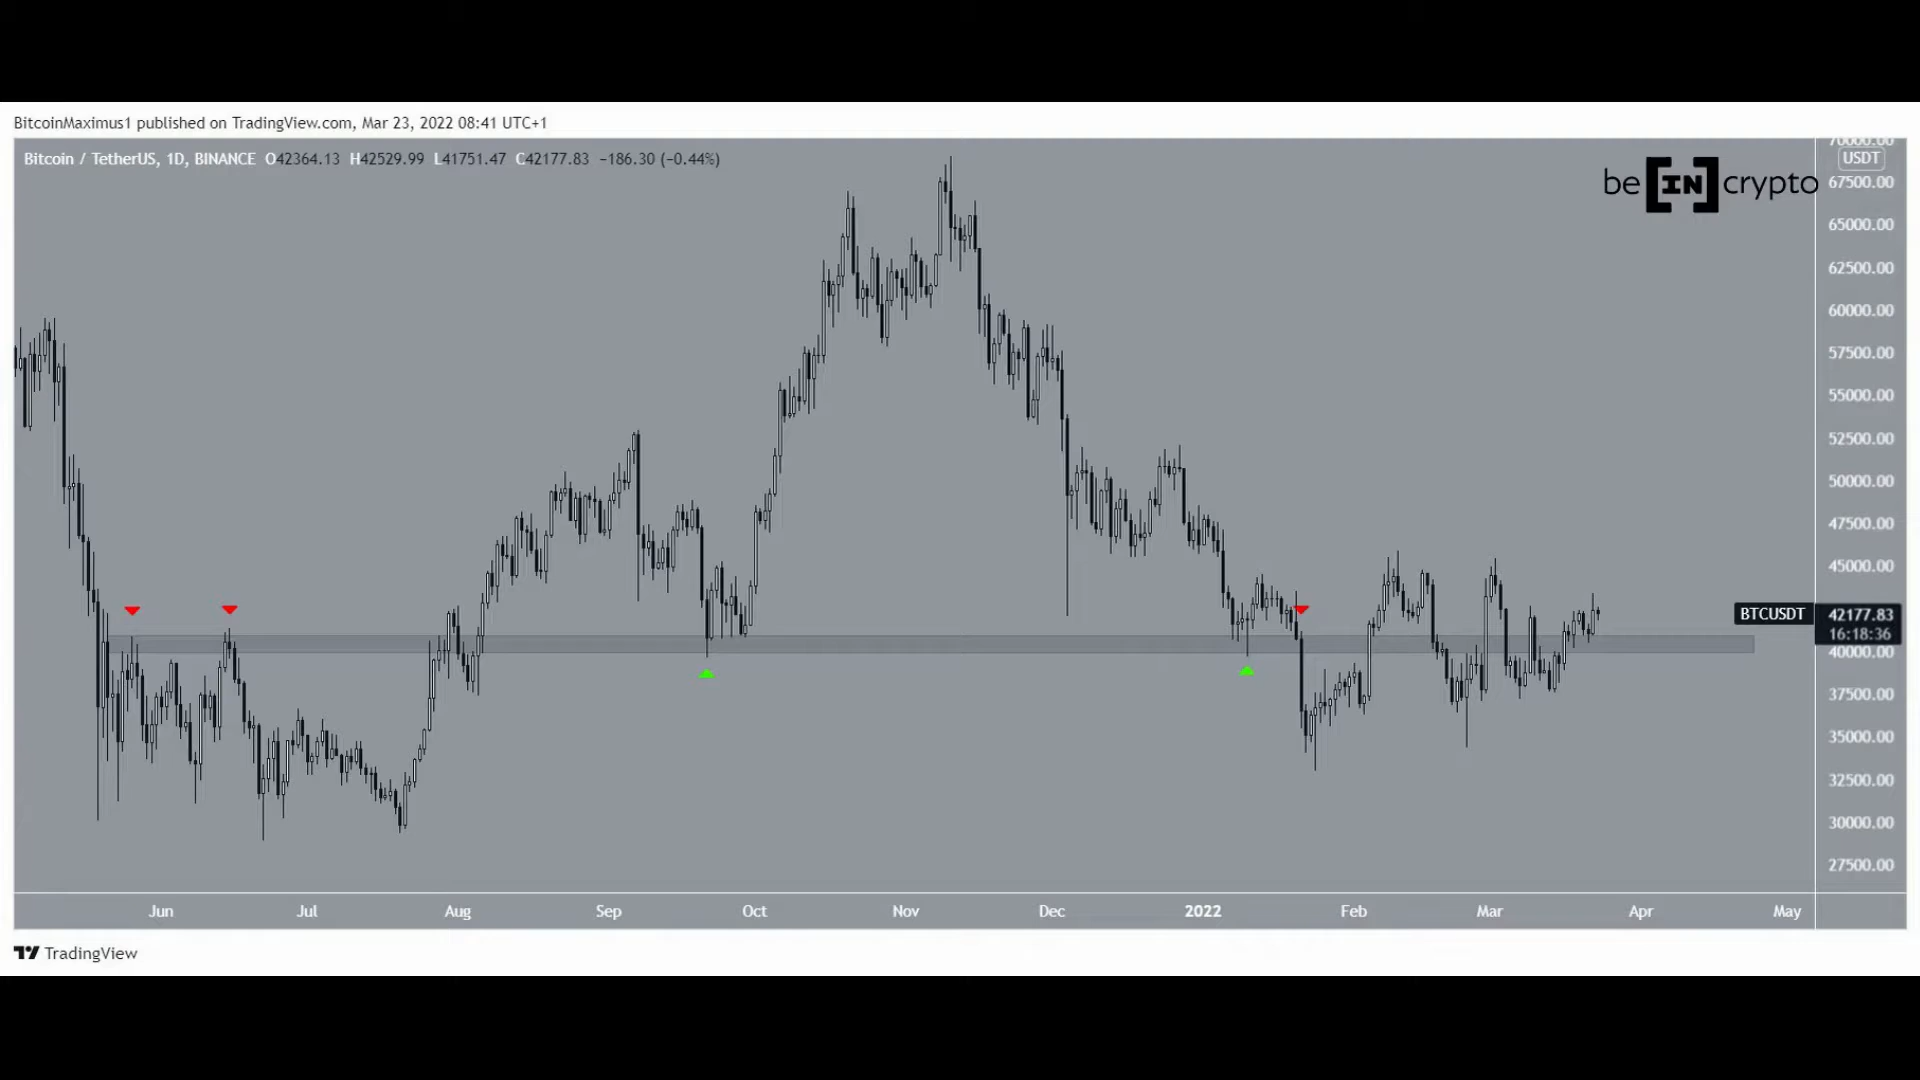 BitcoinMaximus1 published on TradingView.com, Mar 23, 2022 08:41 UTC+1
Bitcoin / TetherUS, 1D, BINANCE O42364.13 H42529.99 L41751.47 C42177.83 −186.30 (−0.44%)
be[IN]crypto
70000.00
USDT
67500.00
65000.00
62500.00
60000.00
57500.00
55000.00
52500.00
50000.00
47500.00
45000.00
BTCUSDT 42177.83
16:18:36
40000.00
37500.00
35000.00
32500.00
30000.00
27500.00
Jun Jul Aug Sep Oct Nov Dec 2022 Feb Mar Apr May
TradingView